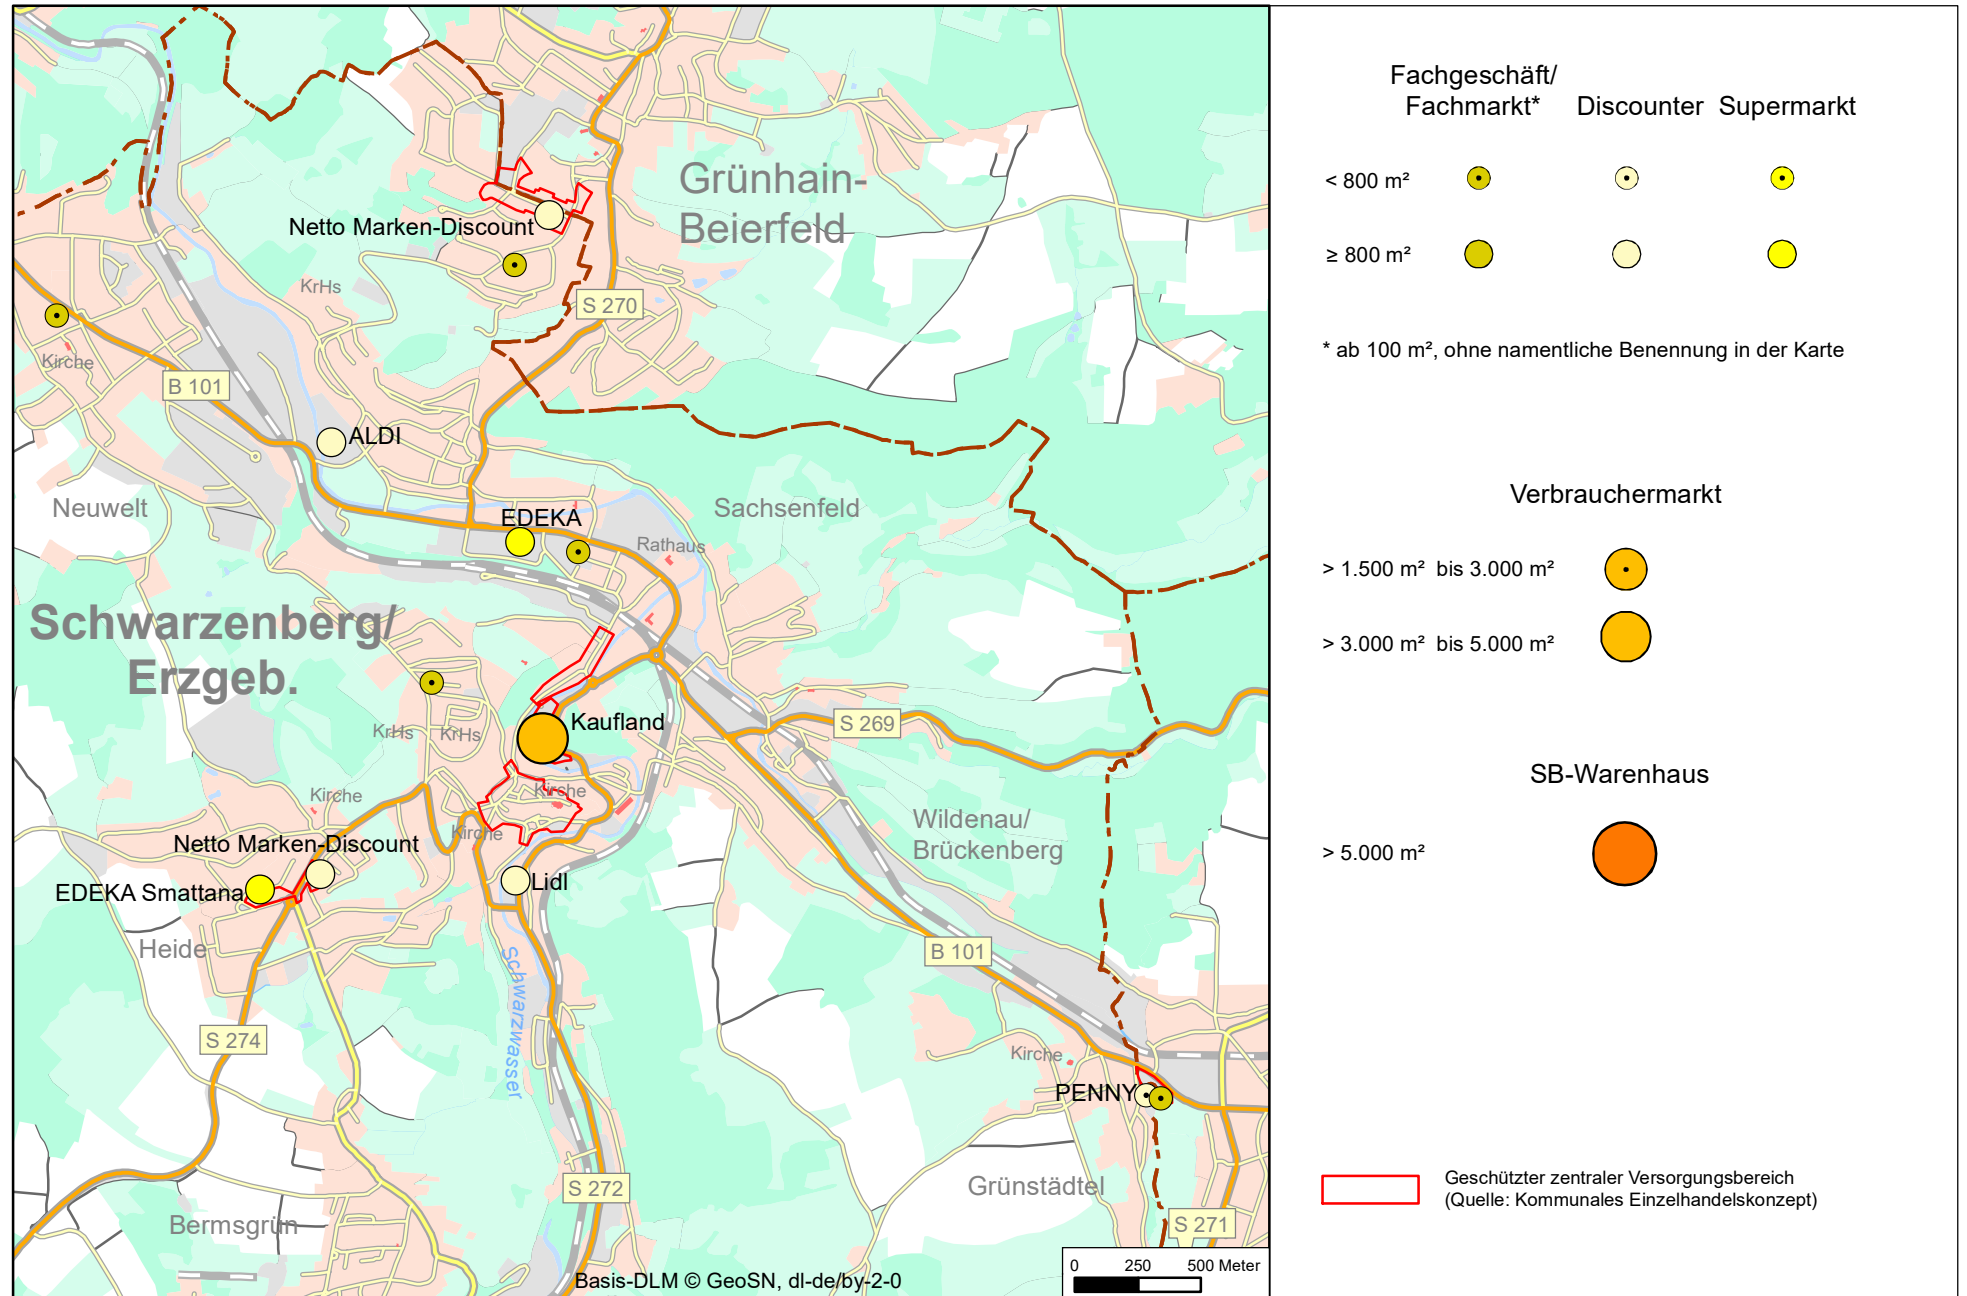 Grünhain-
Beierfeld
Netto Marken-Discount
KrHs
S 270
Kirche
B 101
ALDI
Neuwelt
Sachsenfeld
EDEKA
Rathaus
Schwarzenberg/
Erzgeb.
Kaufland
S 269
KrHs
KrHs
Kirche
Kirche
Kirche
Wildenau/
Brückenberg
Netto Marken-Discount
EDEKA Smattana
Lidl
Heide
B 101
Schwarzwasser
S 274
Kirche
PENNY
Grünstädtel
S 272
Bermsgrün
S 271
Basis-DLM © GeoSN, dl-de/by-2-0
0 250 500 Meter
Fachgeschäft/
Fachmarkt* Discounter Supermarkt
< 800 m²
≥ 800 m²
* ab 100 m², ohne namentliche Benennung in der Karte
Verbrauchermarkt
> 1.500 m² bis 3.000 m²
> 3.000 m² bis 5.000 m²
SB-Warenhaus
> 5.000 m²
Geschützter zentraler Versorgungsbereich
(Quelle: Kommunales Einzelhandelskonzept)